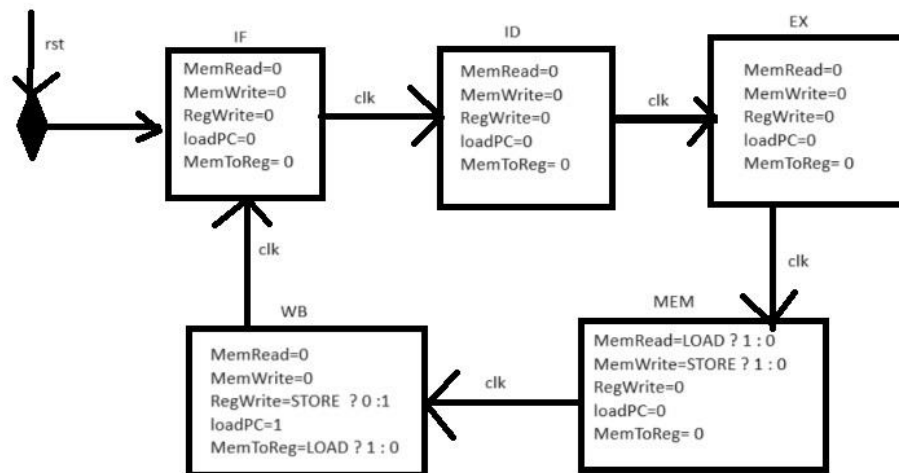 rst
IF
MemRead=0
MemWrite=0
RegWrite=0
loadPC=0
MemToReg= 0
clk
ID
MemRead=0
MemWrite=0
RegWrite=0
loadPC=0
MemToReg= 0
clk
EX
MemRead=0
MemWrite=0
RegWrite=0
loadPC=0
MemToReg= 0
clk
MEM
MemRead=LOAD ? 1 : 0
MemWrite=STORE ? 1 : 0
RegWrite=0
loadPC=0
MemToReg= 0
clk
WB
MemRead=0
MemWrite=0
RegWrite=STORE ? 0 :1
loadPC=1
MemToReg=LOAD ? 1 : 0
clk